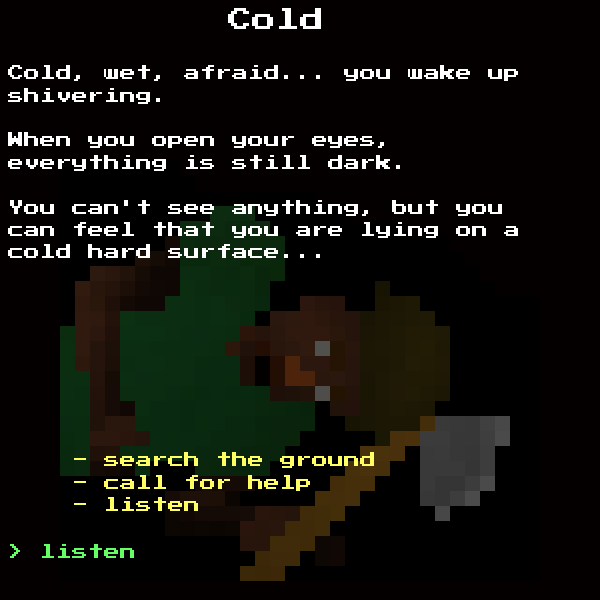 Cold
Cold, wet, afraid... you wake up
shivering.
When you open your eyes,
everything is still dark.
You can't see anything, but you
can feel that you are lying on a
cold hard surface...
- search the ground
- call for help
- listen
> listen